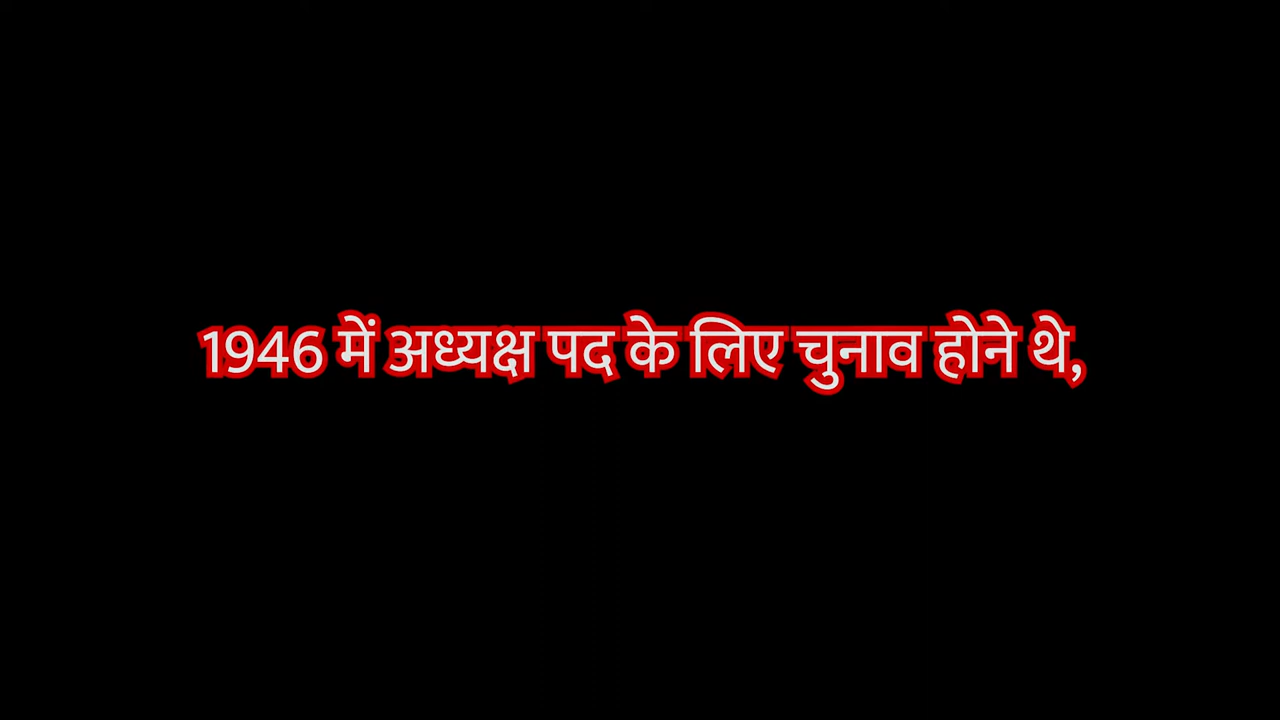 1946 में अध्यक्ष पद के लिए चुनाव होने थे,